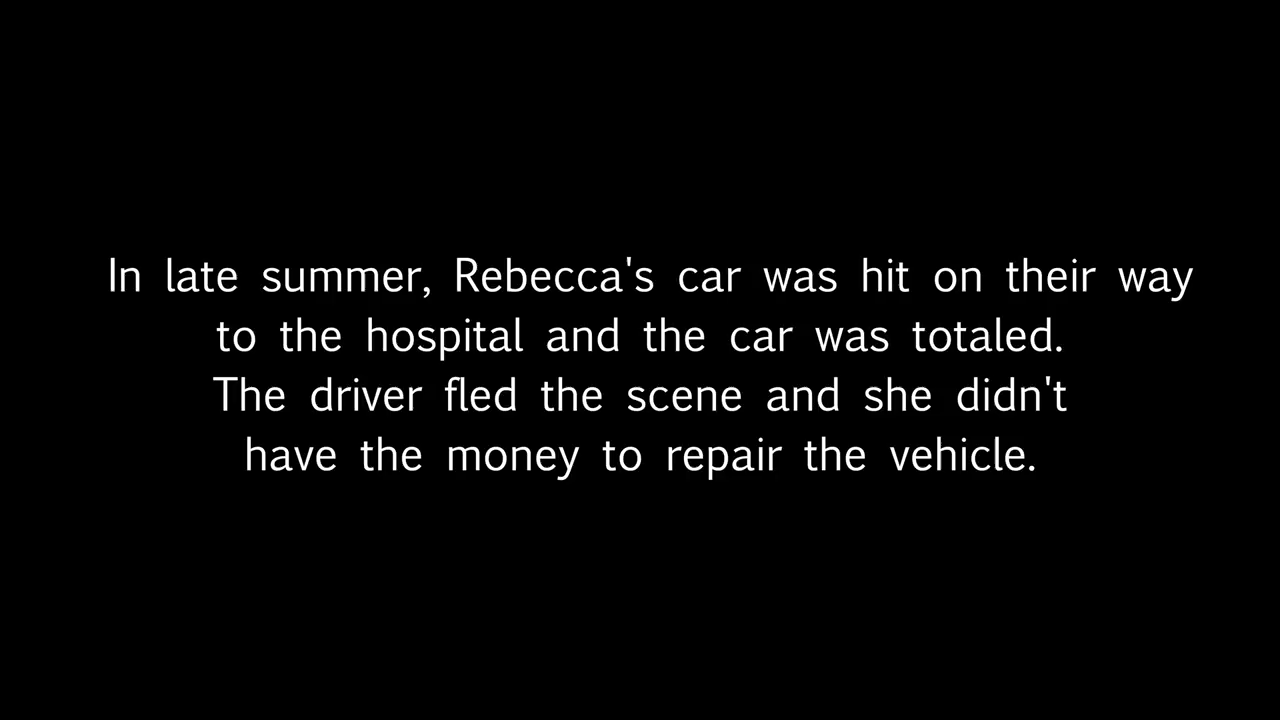 In late summer, Rebecca's car was hit on their way
to the hospital and the car was totaled.
The driver fled the scene and she didn't
have the money to repair the vehicle.